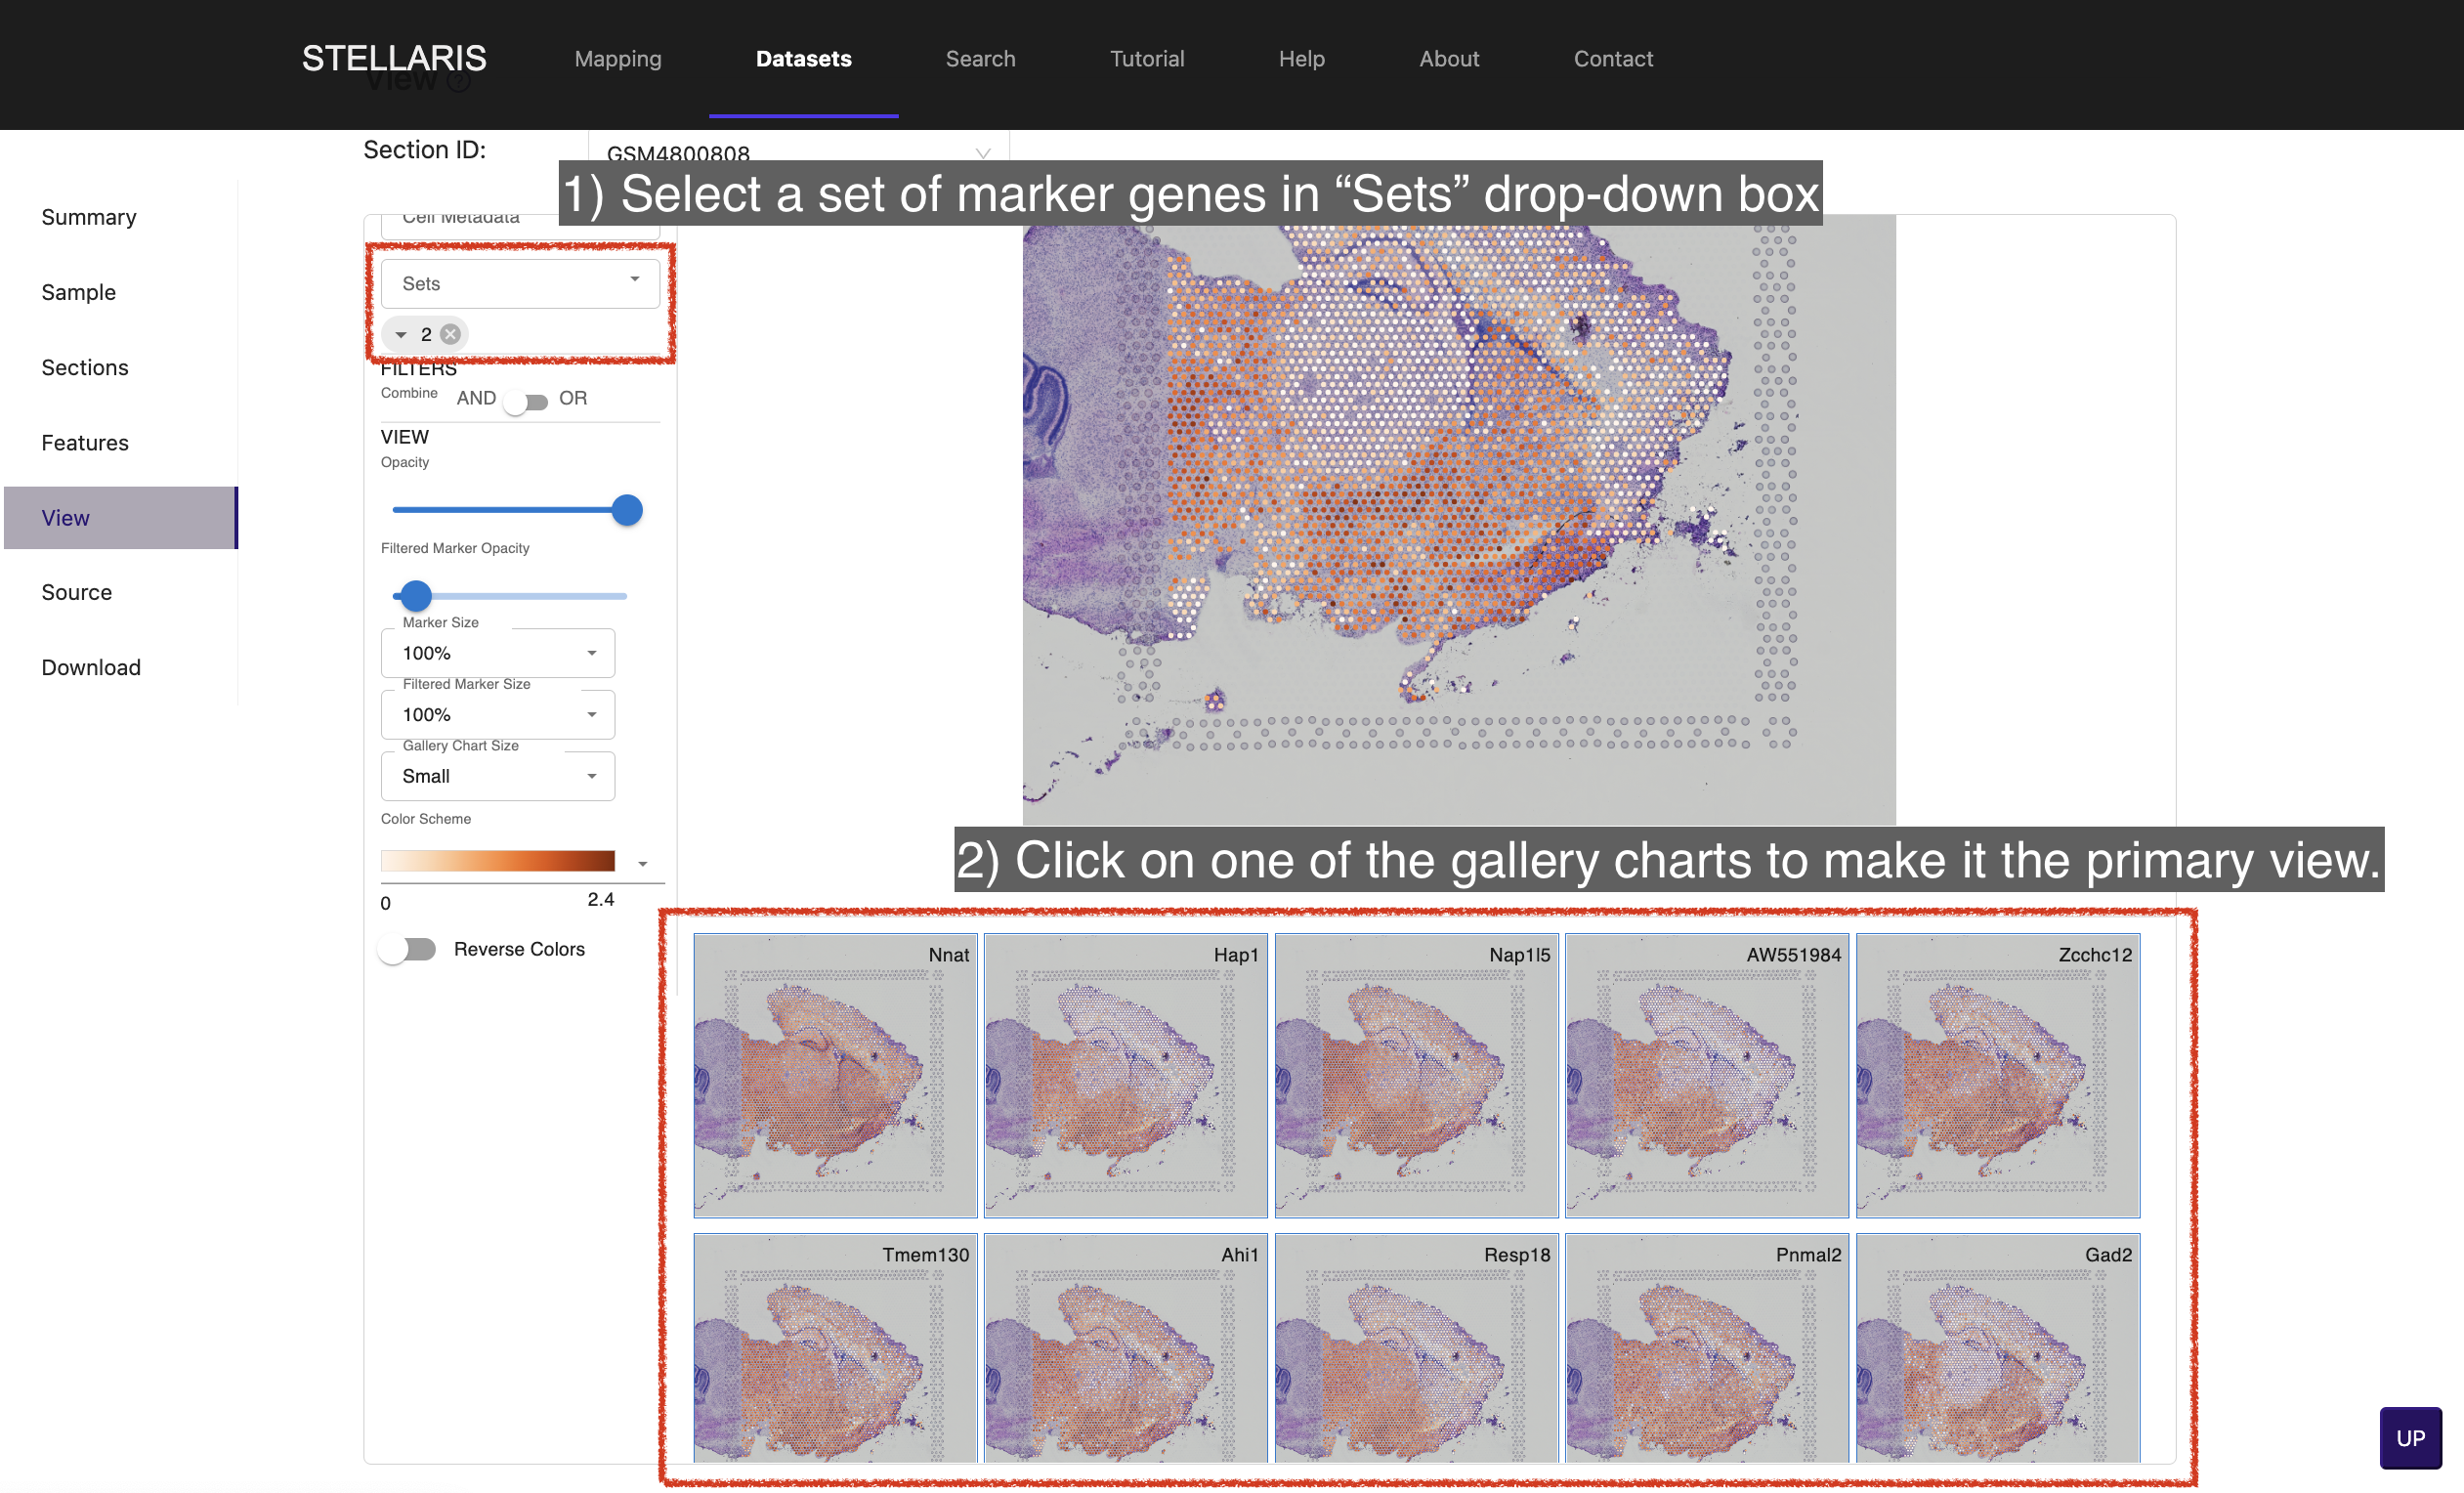 STELLARIS
Mapping
Datasets
Search
Tutorial
Help
About
Contact
View ?
Section ID:
GSM4800808
1) Select a set of marker genes in “Sets” drop-down box
Summary
Sample
Sections
Features
View
Source
Download
Cell Metadata
Sets
2
FILTERS
Combine AND OR
VIEW
Opacity
Filtered Marker Opacity
Marker Size
100%
Filtered Marker Size
100%
Gallery Chart Size
Small
Color Scheme
0 2.4
Reverse Colors
2) Click on one of the gallery charts to make it the primary view.
Nnat Hap1 Nap1l5 AW551984 Zcchc12
Tmem130 Ahi1 Resp18 Pnmal2 Gad2
UP